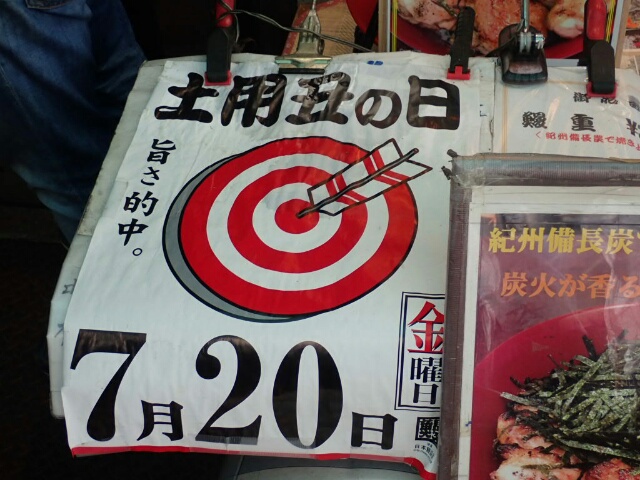 土用丑の日
旨さ的中。
7月20日
金曜日
重
紀州備長炭
炭火が香る